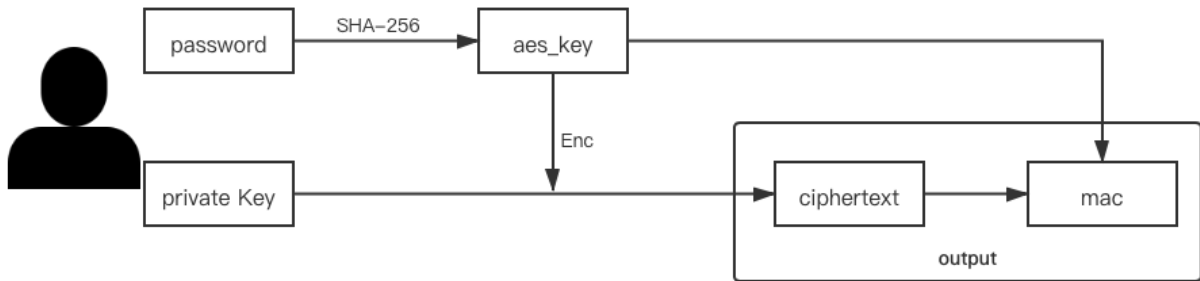 password
SHA-256
aes_key
Enc
private Key
ciphertext
mac
output